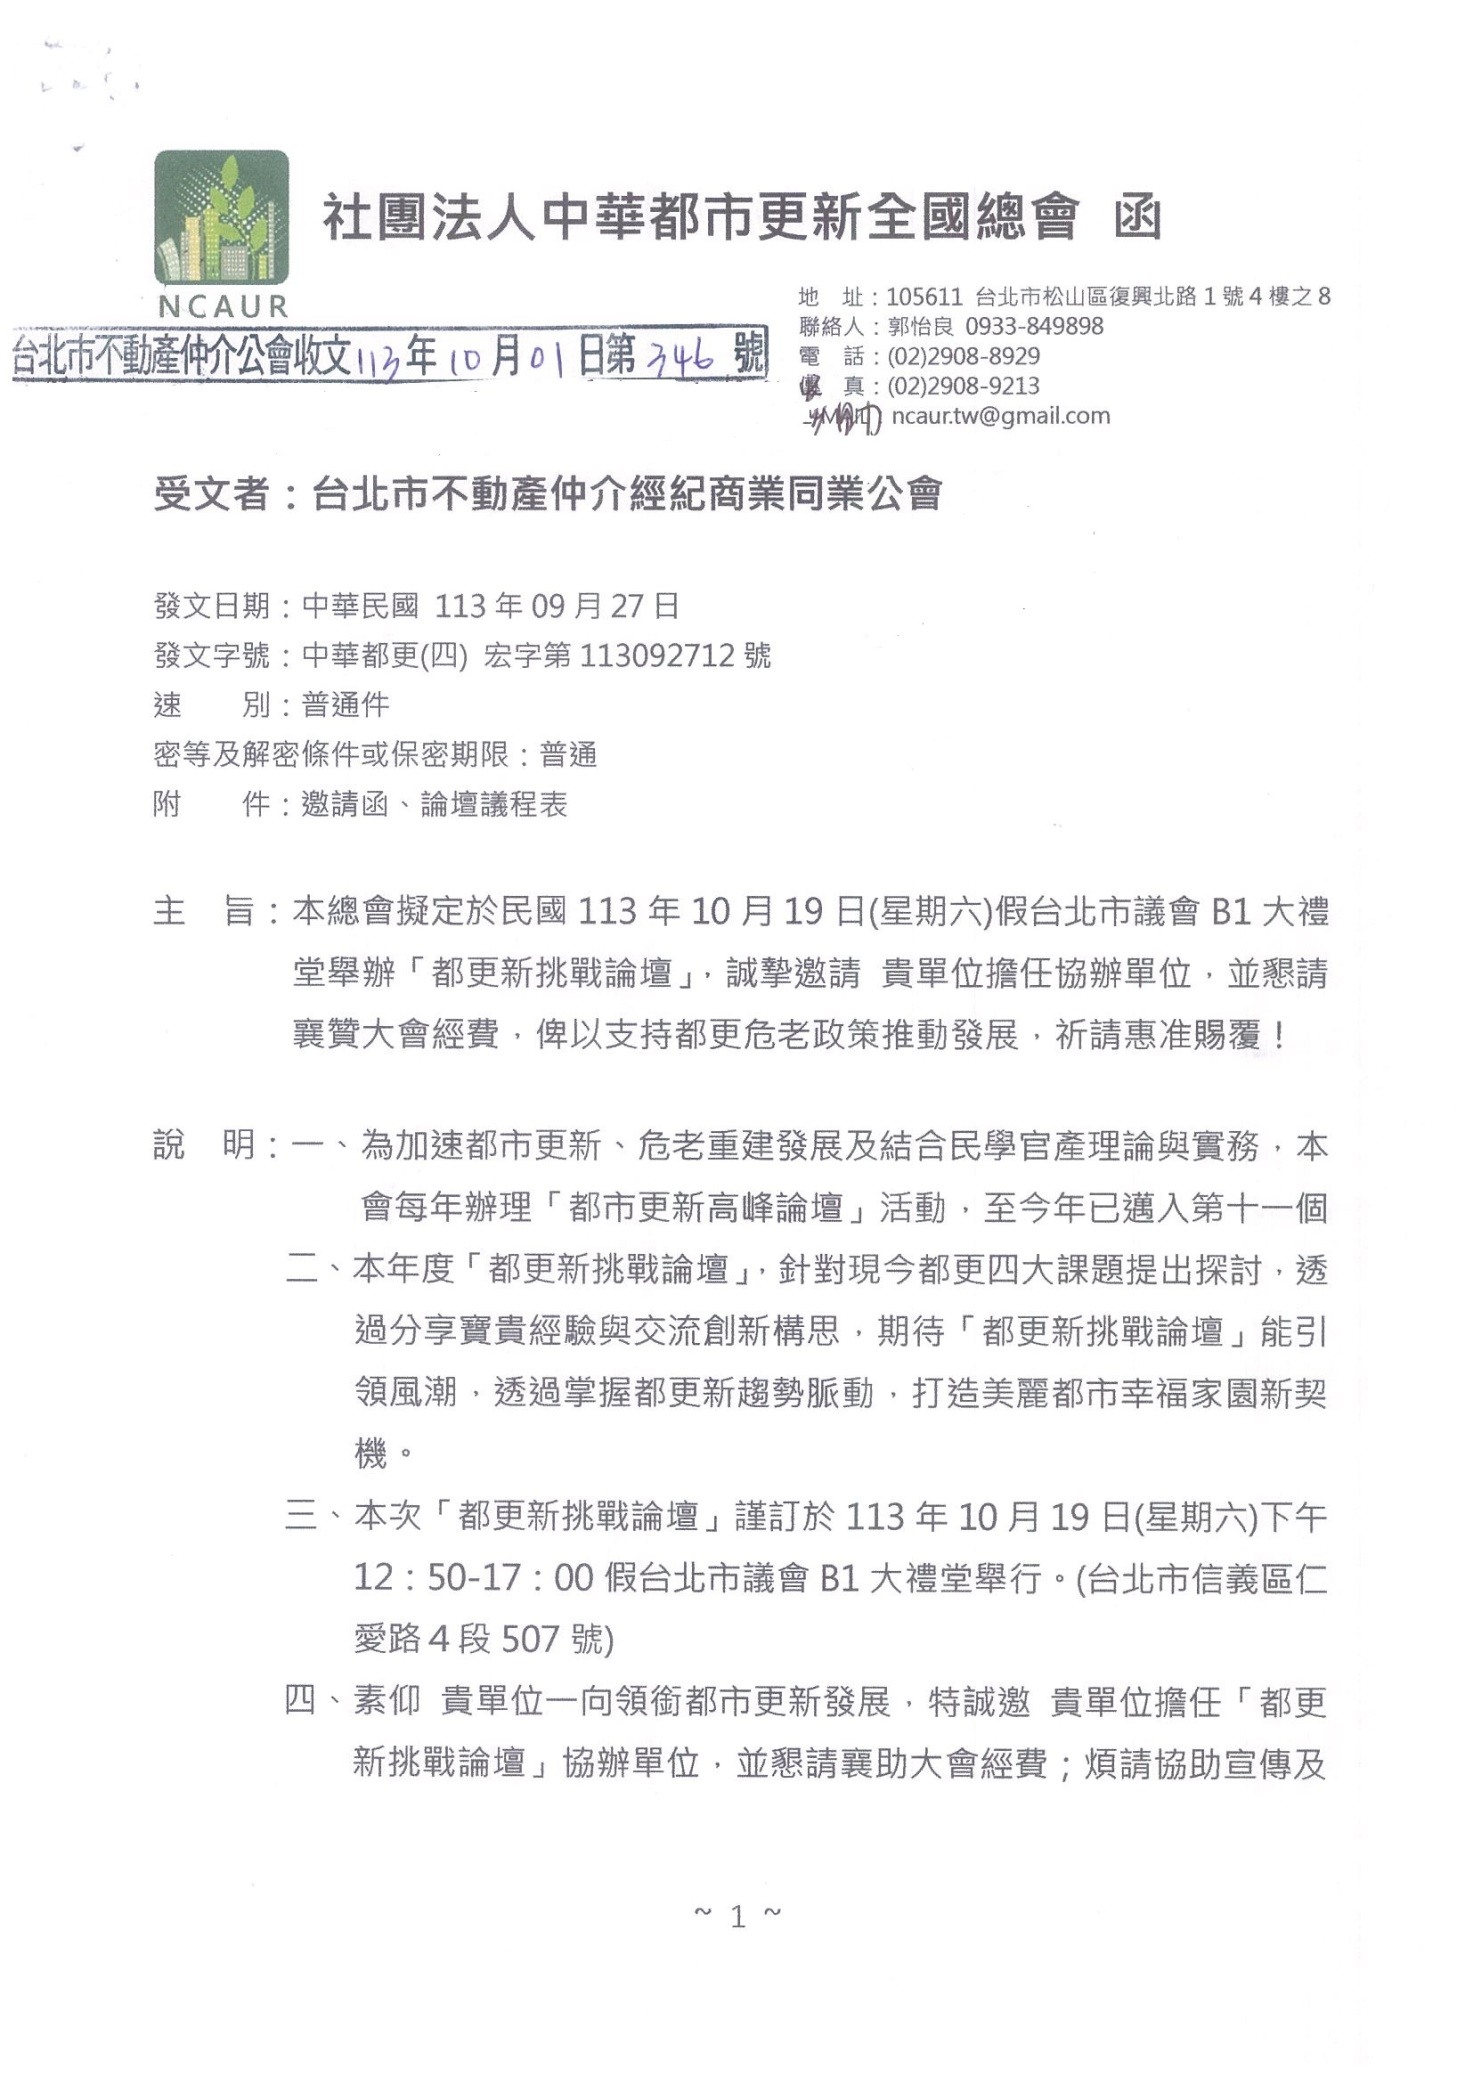 社團法人中華都市更新全國總會 函
NCAUR
地 址：105611 台北市松山區復興北路1號4樓之8
聯絡人：郭怡良 0933-849898
電 話：(02)2908-8929
真：(02)2908-9213
ncaur.tw@gmail.com
台北市不動產仲介公會收文113年10月01日第346號
受文者：台北市不動產仲介經紀商業同業公會
發文日期：中華民國 113年09月27日
發文字號：中華都更(四) 宏字第113092712號
速 別：普通件
密等及解密條件或保密期限：普通
附 件：邀請函、論壇議程表
主 旨：本總會擬定於民國113年10月19日(星期六)假台北市議會B1大禮
堂舉辦「都更新挑戰論壇」，誠摯邀請 貴單位擔任協辦單位，並懇請
襄贊大會經費，俾以支持都更危老政策推動發展，祈請惠准賜覆！
說 明：一、為加速都市更新、危老重建發展及結合民學官產理論與實務，本
會每年辦理「都市更新高峰論壇」活動，至今年已邁入第十一個
二、本年度「都更新挑戰論壇」，針對現今都更四大課題提出探討，透
過分享寶貴經驗與交流創新構思，期待「都更新挑戰論壇」能引
領風潮，透過掌握都更新趨勢脈動，打造美麗都市幸福家園新契
機。
三、本次「都更新挑戰論壇」謹訂於113年10月19日(星期六)下午
12：50-17：00假台北市議會B1大禮堂舉行。(台北市信義區仁
愛路4段507號)
四、素仰 貴單位一向領銜都市更新發展，特誠邀 貴單位擔任「都更
新挑戰論壇」協辦單位，並懇請襄助大會經費；煩請協助宣傳及
~ 1 ~